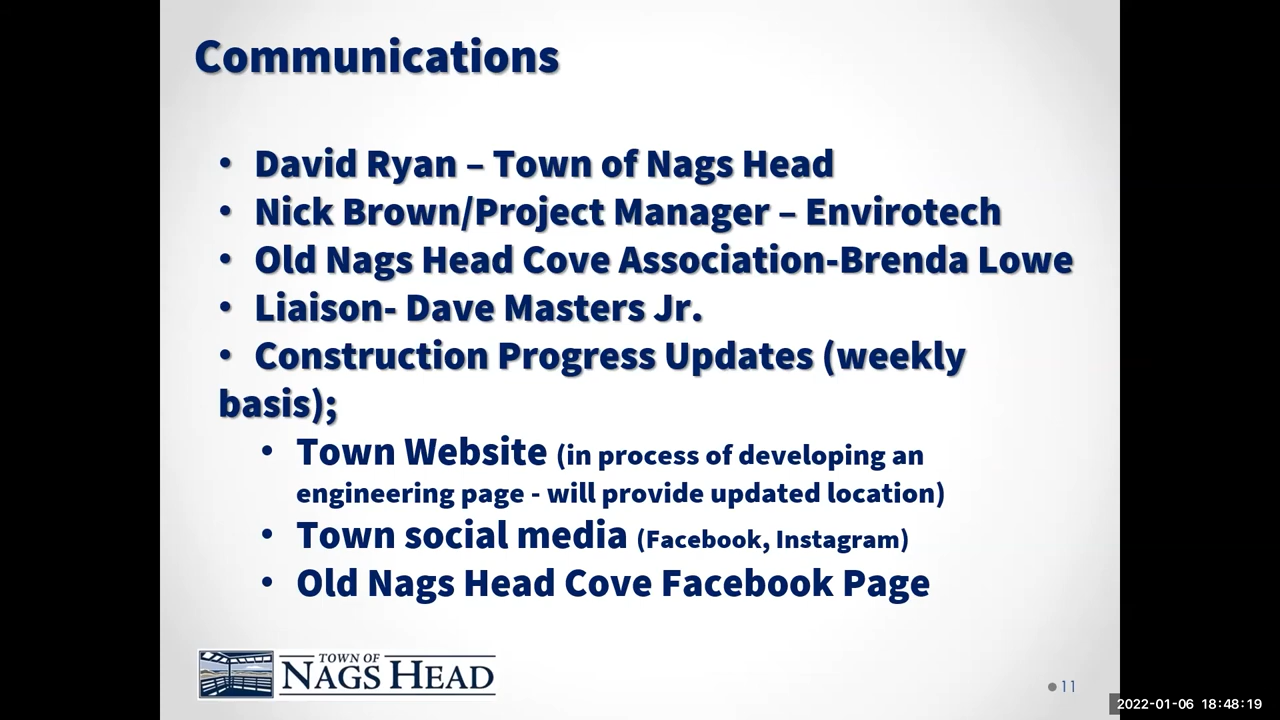 Communications
• David Ryan – Town of Nags Head
• Nick Brown/Project Manager – Envirotech
• Old Nags Head Cove Association-Brenda Lowe
• Liaison- Dave Masters Jr.
• Construction Progress Updates (weekly
basis);
• Town Website (in process of developing an
engineering page - will provide updated location)
• Town social media (Facebook, Instagram)
• Old Nags Head Cove Facebook Page
TOWN OF
NAGS HEAD
11
2022-01-06 18:48:19